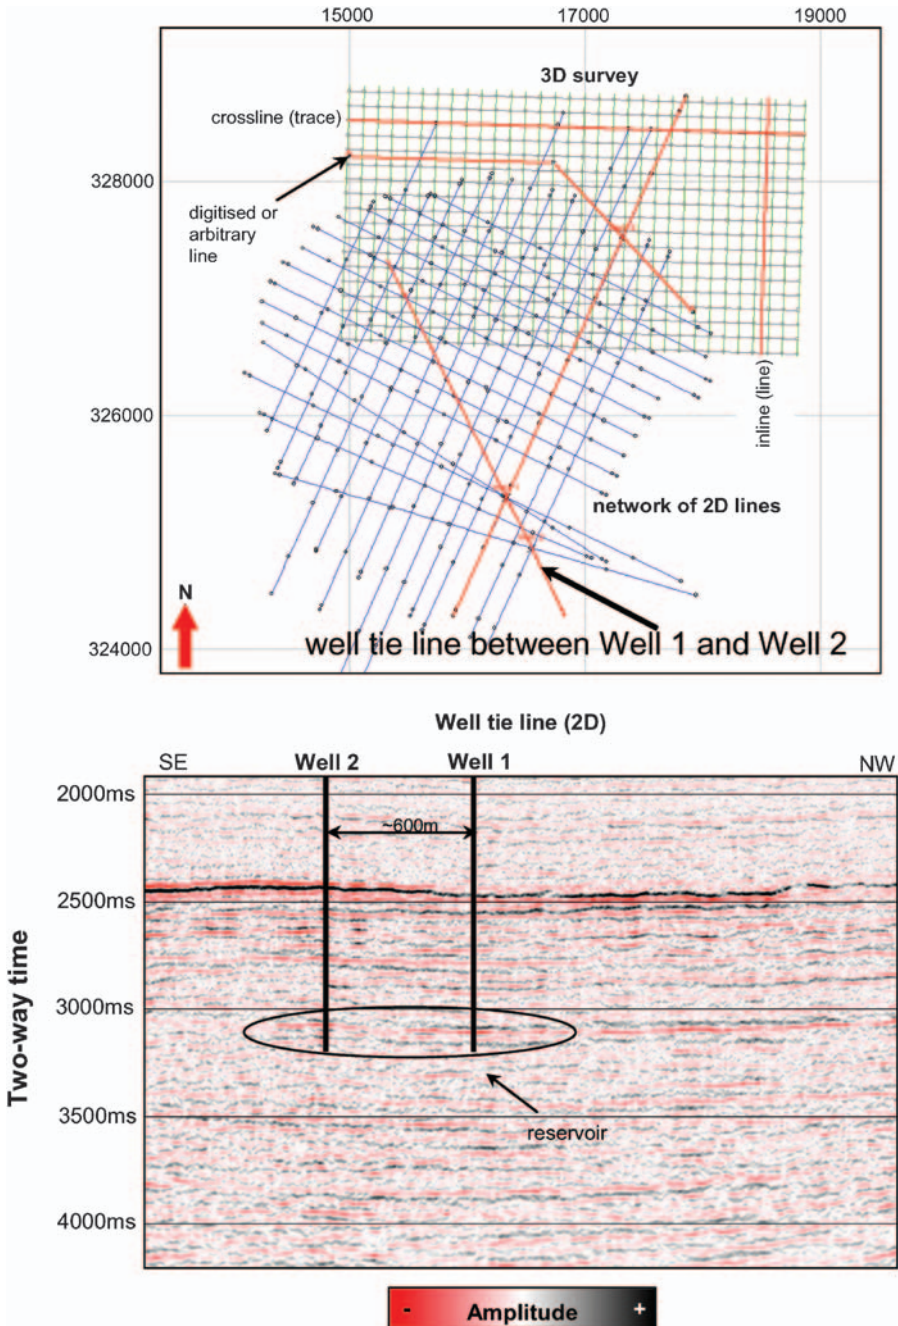 15000 17000 19000
3D survey
crossline (trace)
328000
digitised or
arbitrary
line
inline (line)
326000
network of 2D lines
N
well tie line between Well 1 and Well 2
324000
Well tie line (2D)
SE Well 2 Well 1 NW
2000ms
~600m
2500ms
3000ms
Two-way time
3500ms
reservoir
4000ms
- Amplitude +